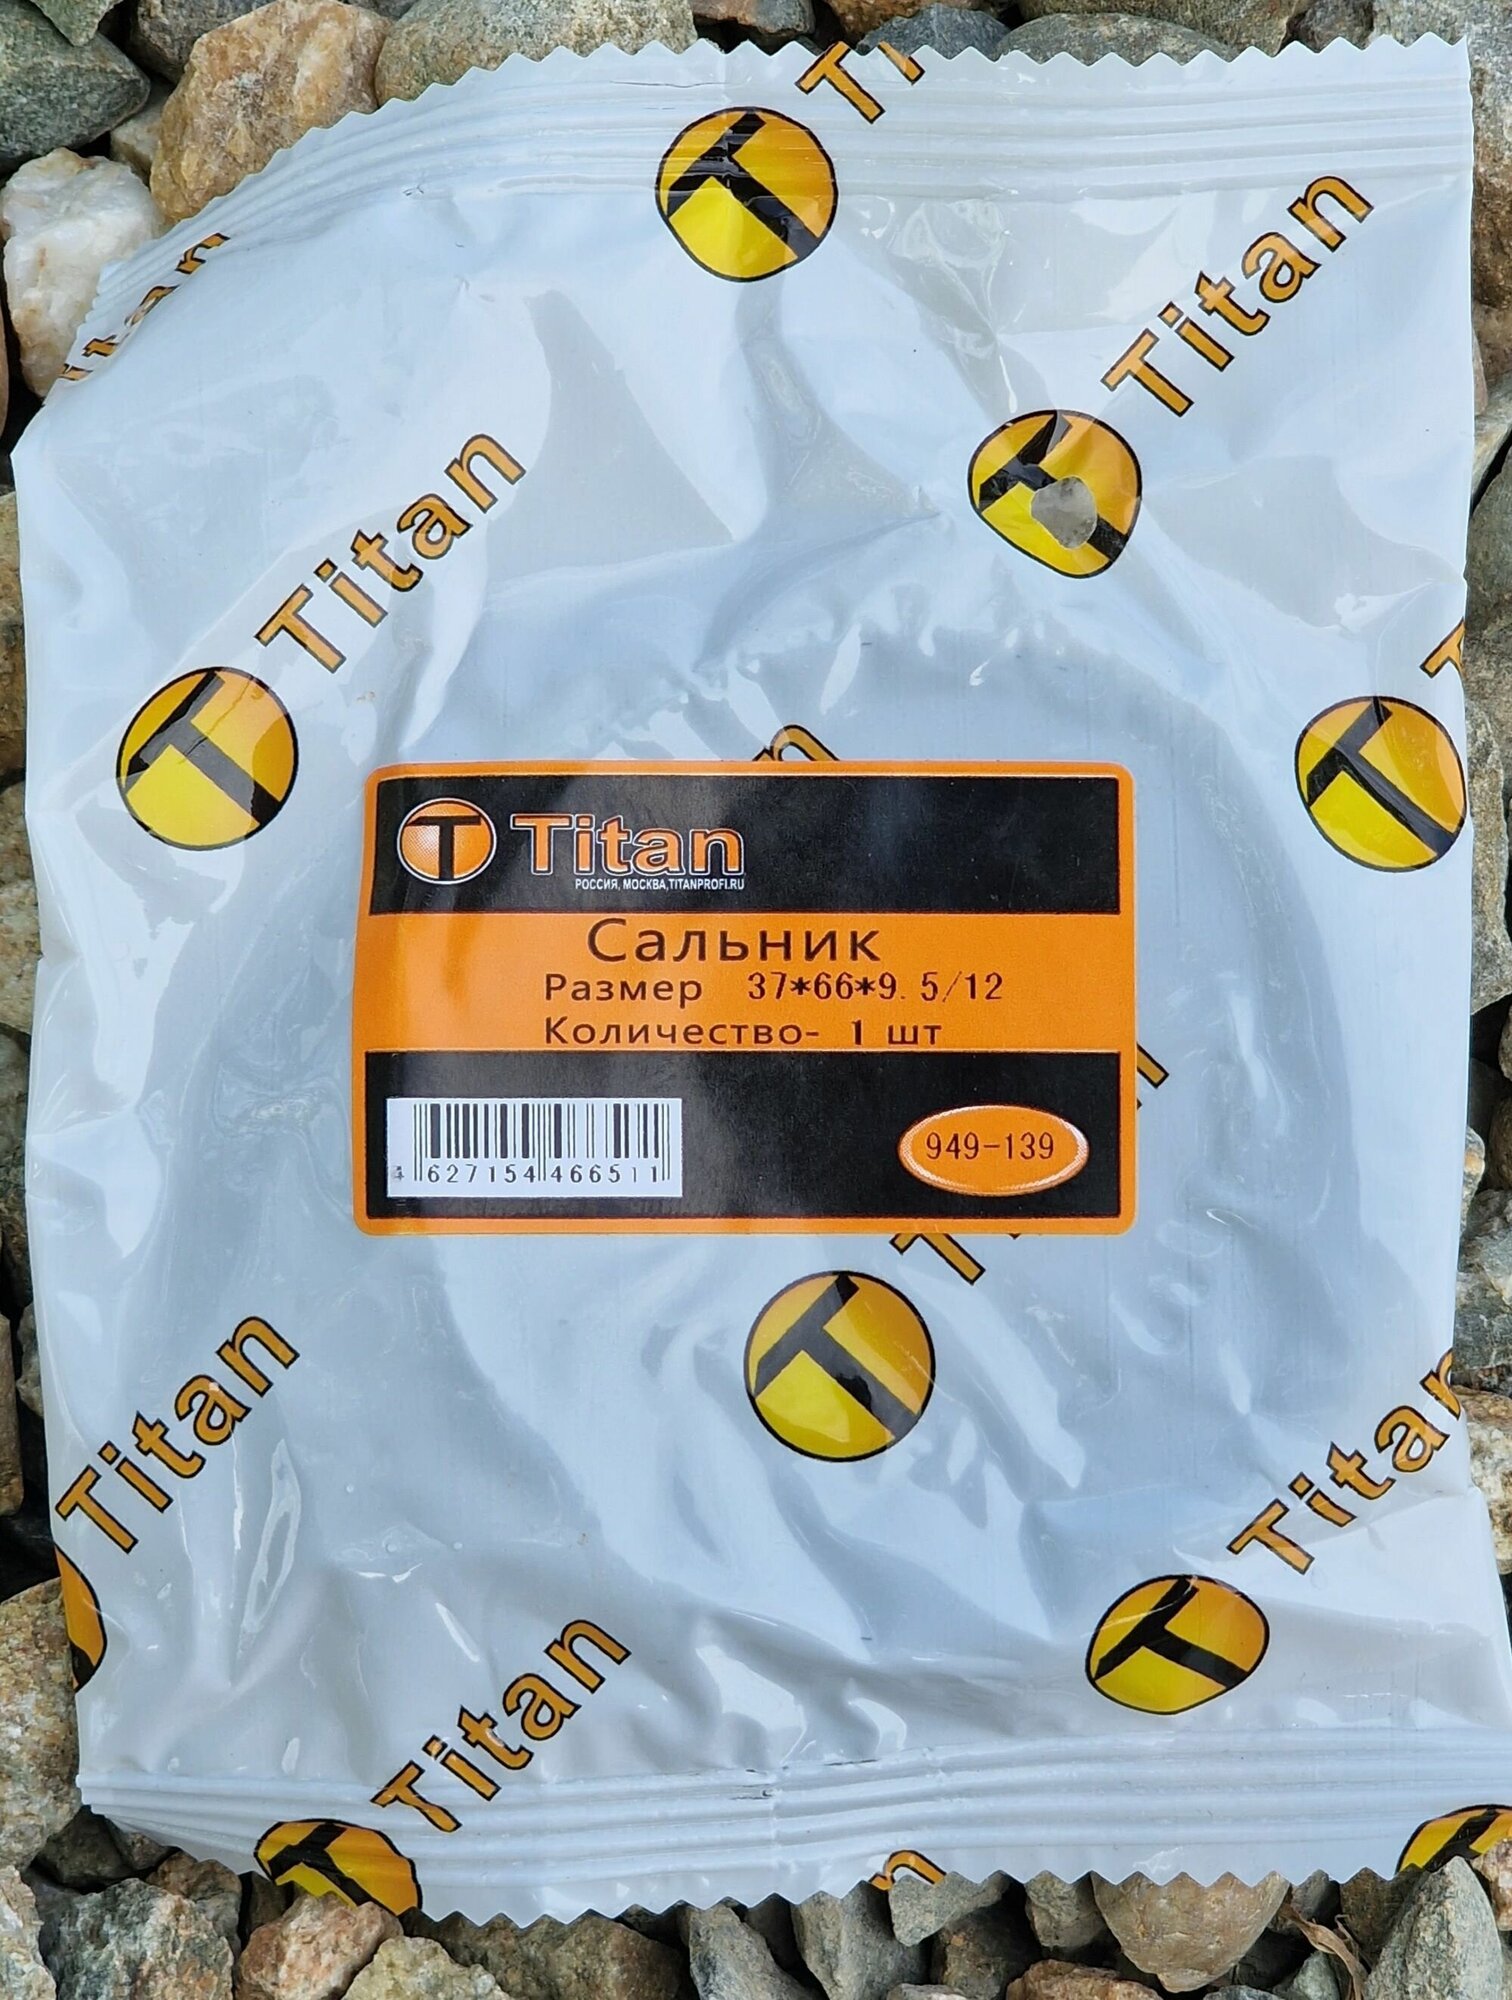 Titan
Titan
Titan
Titan
РОССИЯ, МОСКВА,TITANPROFI.RU
Сальник
Размер 37*66*9.5/12
Количество- 1 шт
4 627154 466511
949-139
Titan
Titan
Titan